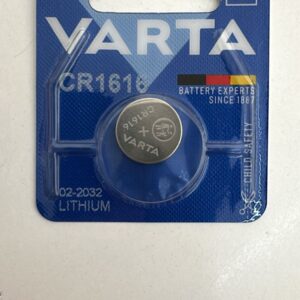 VARTA
CR1616
BATTERY EXPERTS
SINCE 1887
CR1616
+
VARTA
CHILD SAFETY
02-2032
LITHIUM